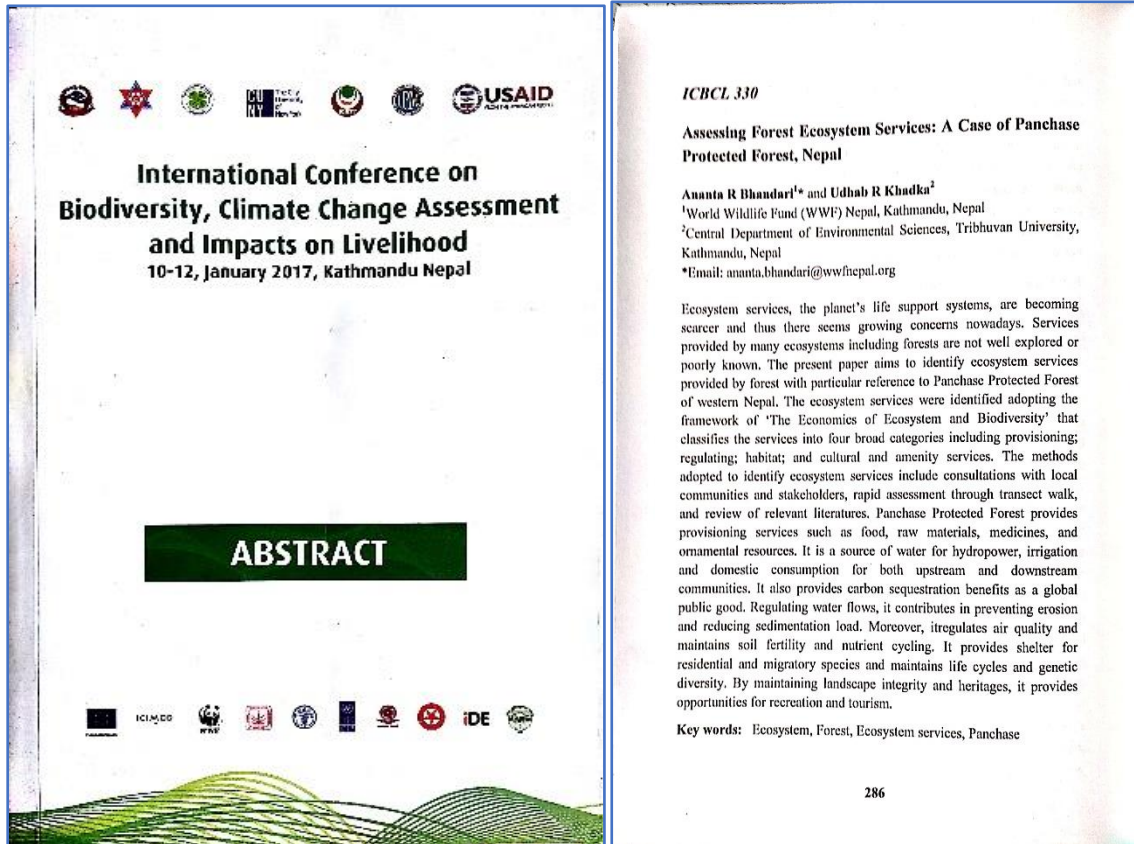 CU
NY
The City
University
of
New York
USAID
International Conference on
Biodiversity, Climate Change Assessment
and Impacts on Livelihood
10-12, January 2017, Kathmandu Nepal
ABSTRACT
ICIMOD
WWF
iDE
ICBCL 330
Assessing Forest Ecosystem Services: A Case of Panchase
Protected Forest, Nepal
Ananta R Bhandari¹* and Udhab R Khadka²
¹World Wildlife Fund (WWF) Nepal, Kathmandu, Nepal
²Central Department of Environmental Sciences, Tribhuvan University,
Kathmandu, Nepal
*Email: ananta.bhandari@wwfnepal.org
Ecosystem services, the planet's life support systems, are becoming
scarcer and thus there seems growing concerns nowadays. Services
provided by many ecosystems including forests are not well explored or
poorly known. The present paper aims to identify ecosystem services
provided by forest with particular reference to Panchase Protected Forest
of western Nepal. The ecosystem services were identified adopting the
framework of 'The Economics of Ecosystem and Biodiversity' that
classifies the services into four broad categories including provisioning;
regulating; habitat; and cultural and amenity services. The methods
adopted to identify ecosystem services include consultations with local
communities and stakeholders, rapid assessment through transect walk,
and review of relevant literatures. Panchase Protected Forest provides
provisioning services such as food, raw materials, medicines, and
ornamental resources. It is a source of water for hydropower, irrigation
and domestic consumption for both upstream and downstream
communities. It also provides carbon sequestration benefits as a global
public good. Regulating water flows, it contributes in preventing erosion
and reducing sedimentation load. Moreover, itregulates air quality and
maintains soil fertility and nutrient cycling. It provides shelter for
residential and migratory species and maintains life cycles and genetic
diversity. By maintaining landscape integrity and heritages, it provides
opportunities for recreation and tourism.
Key words: Ecosystem, Forest, Ecosystem services, Panchase
286